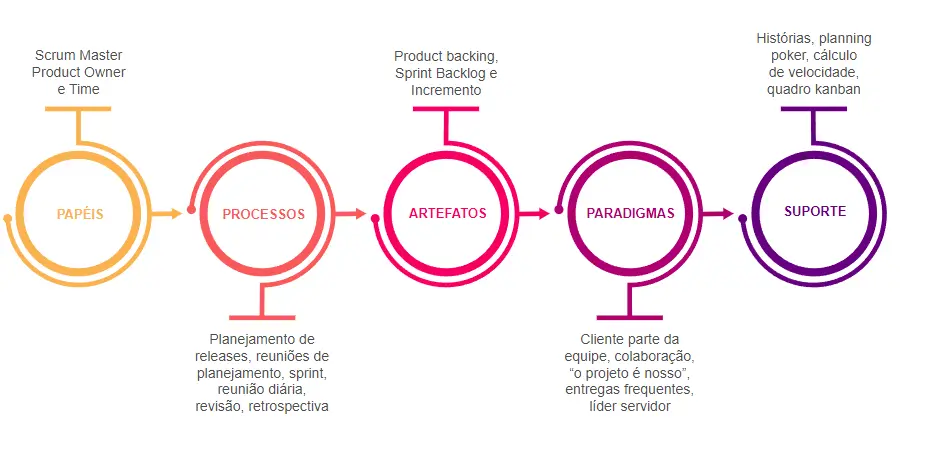 Scrum Master
Product Owner
e Time
PAPÉIS
PROCESSOS
Planejamento de
releases, reuniões de
planejamento, sprint,
reunião diária,
revisão, retrospectiva
Product backing,
Sprint Backlog e
Incremento
ARTEFATOS
PARADIGMAS
Cliente parte da
equipe, colaboração,
“o projeto é nosso”,
entregas frequentes,
líder servidor
Histórias, planning
poker, cálculo
de velocidade,
quadro kanban
SUPORTE